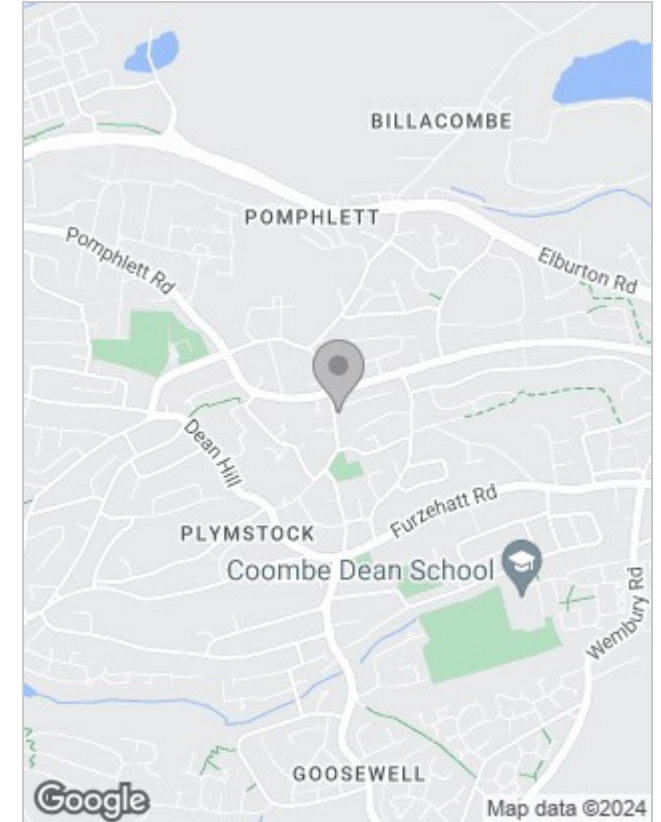 BILLACOMBE
POMPHLETT
Pomphlett Rd
Elburton Rd
Dean Hill
Furzehatt Rd
PLYMSTOCK
Coombe Dean School
Wembury Rd
GOOSEWELL
Google
Map data ©2024